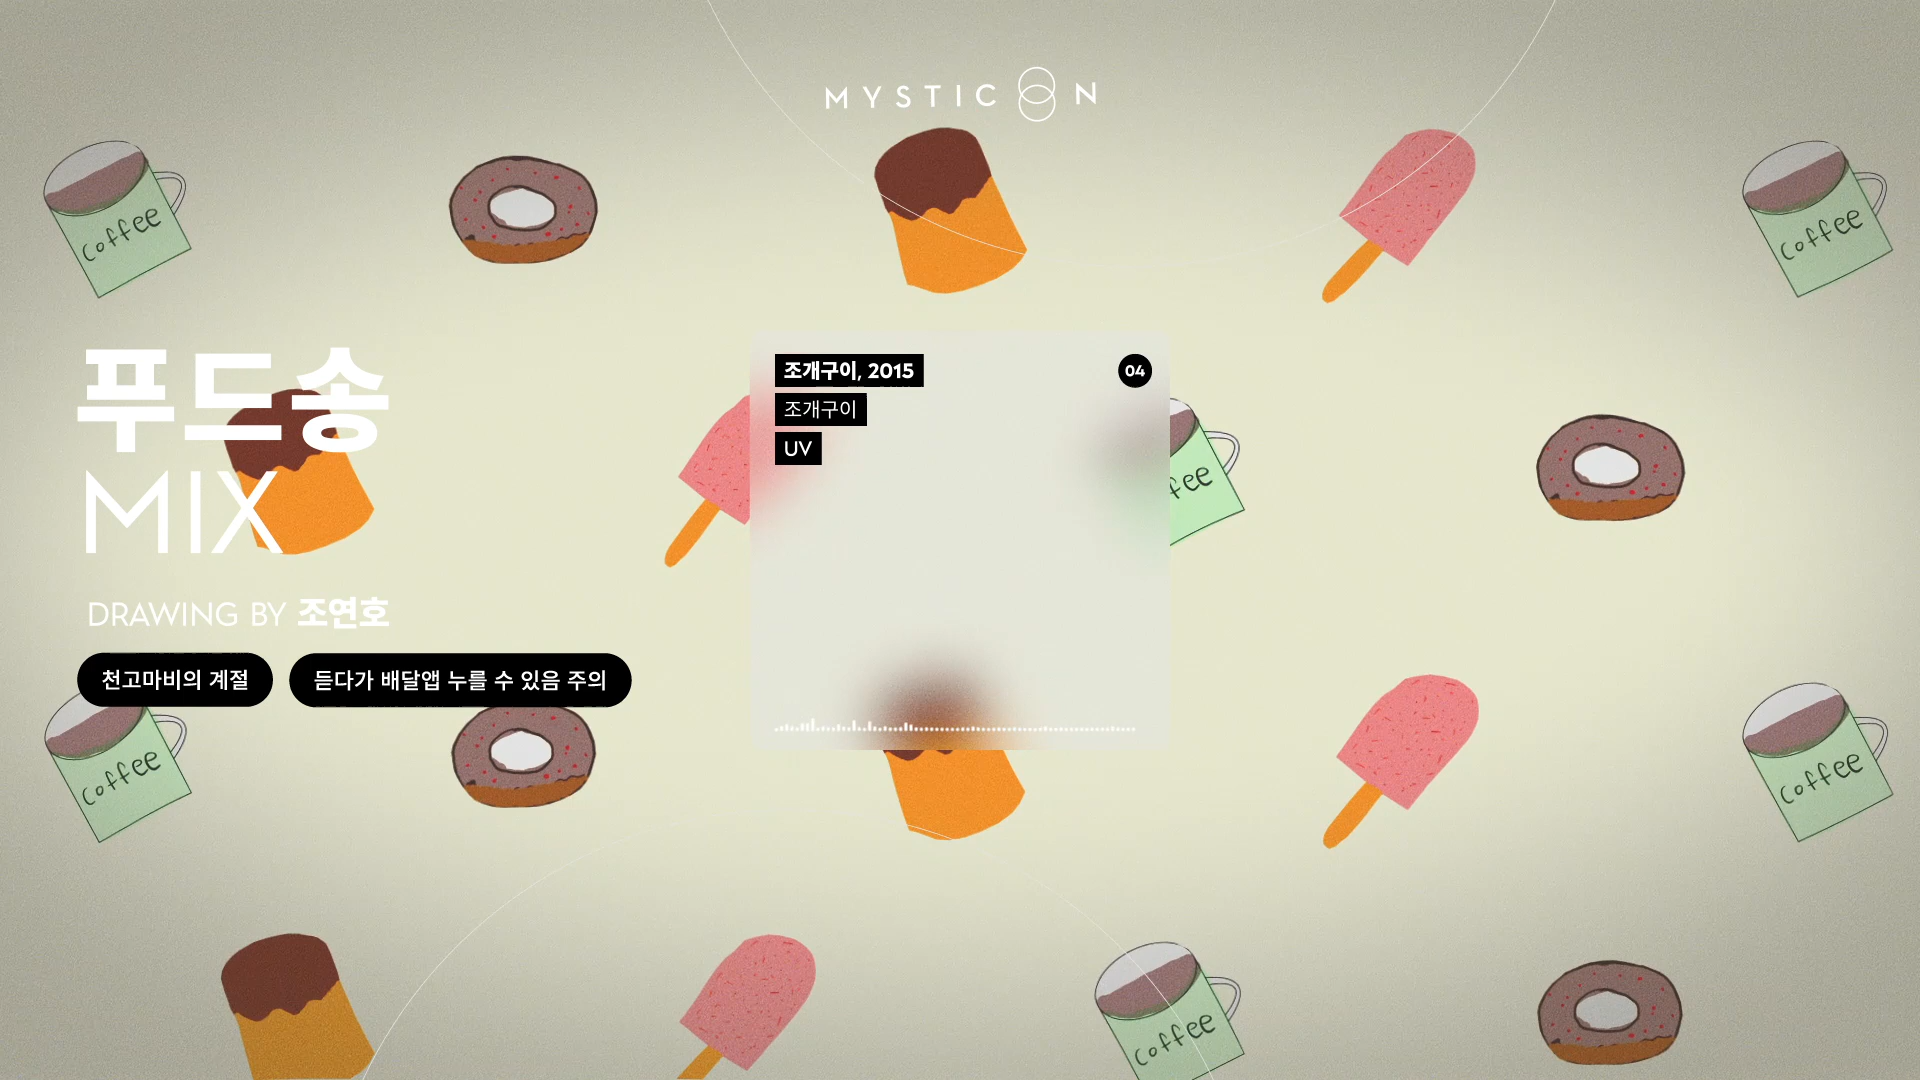 MYSTIC ON
coffee
coffee
푸드송
MIX
DRAWING BY 조연호
천고마비의 계절
듣다가 배달앱 누를 수 있음 주의
조개구이, 2015
04
조개구이
UV
fee
coffee
coffee
coffee